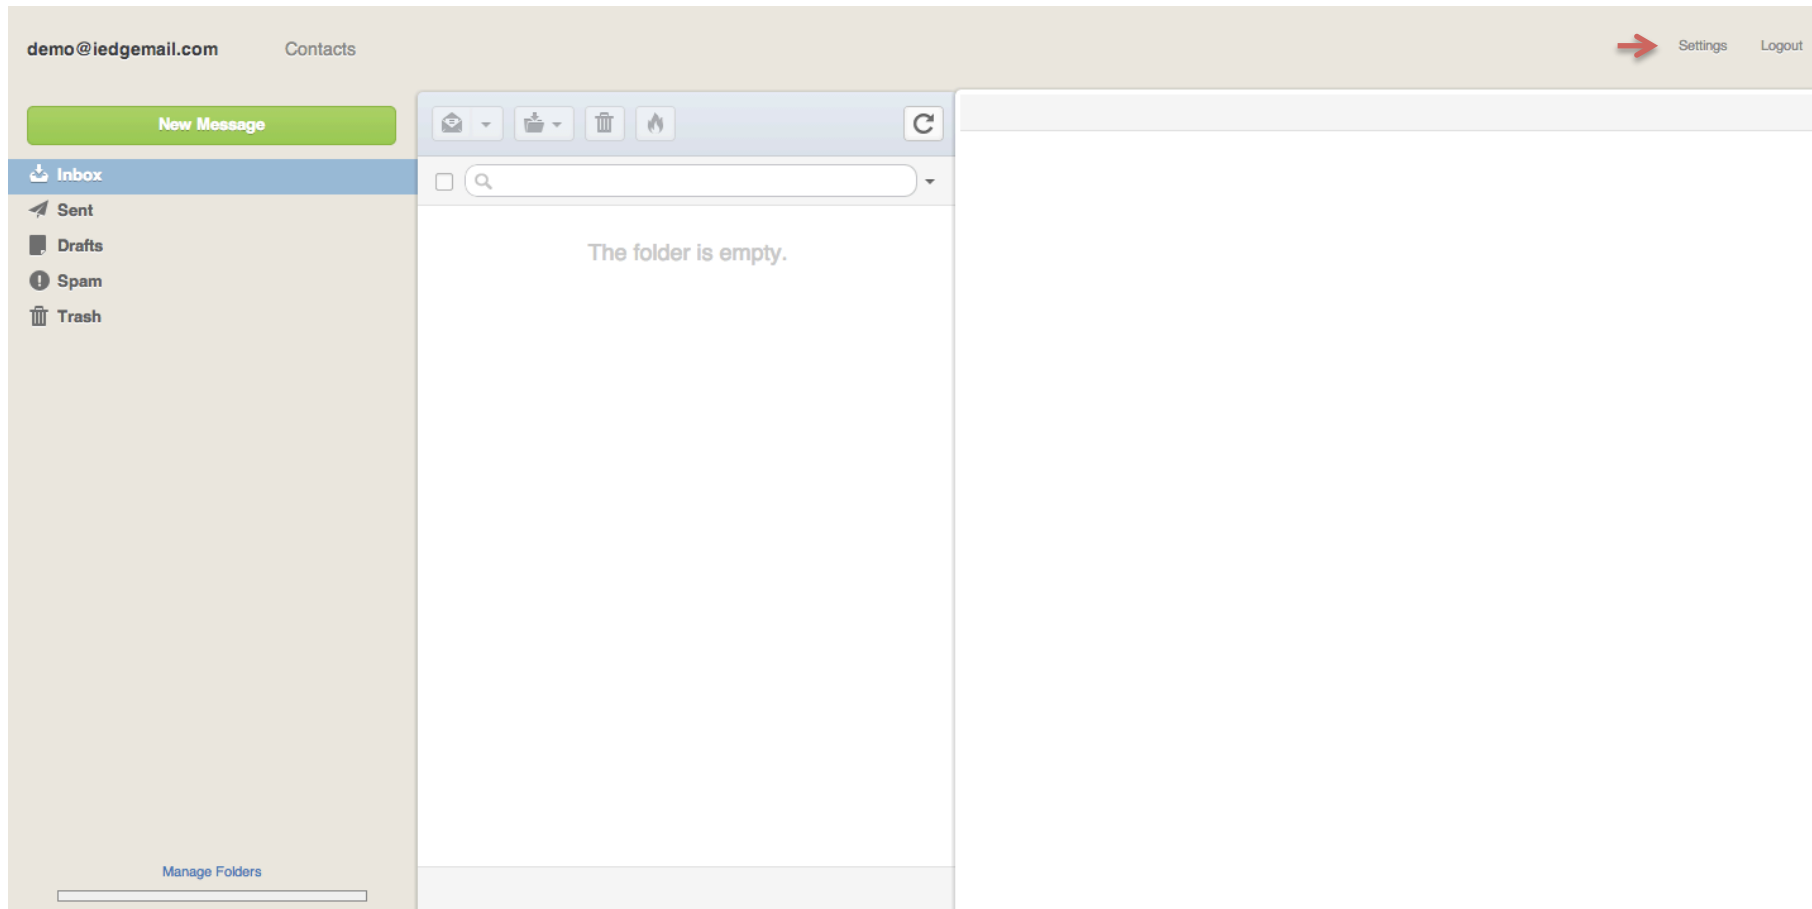 demo@iedgemail.com Contacts Settings Logout
New Message
Inbox
Sent
Drafts
Spam
Trash
The folder is empty.
Manage Folders